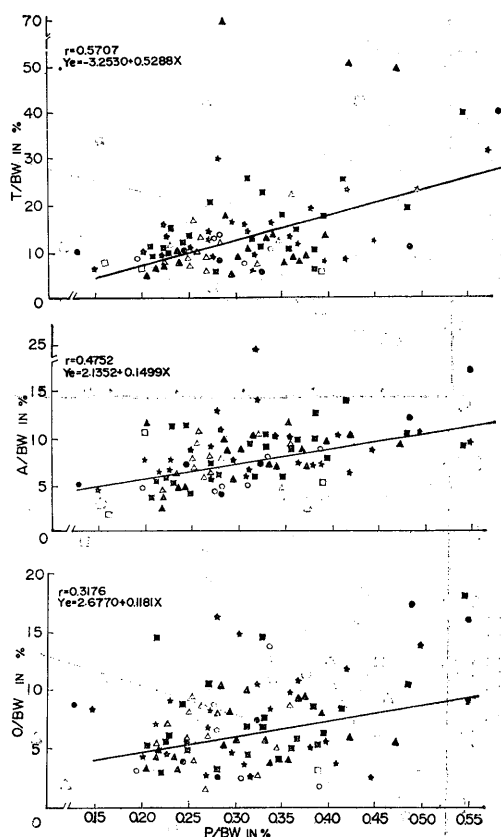 70
r=0.5707
Ye=-3.2530+0.5288X
50
40
T/BW IN %
30
20
10
0
25
r=0.4752
Ye=2.1352+0.1499X
15
A/BW IN %
10
5
0
20
r=0.3176
Ye=2.6770+0.1181X
15
O/BW IN %
10
5
0
0.15 0.20 0.25 0.30 0.35 0.40 0.45 0.50 0.55
P/BW IN %